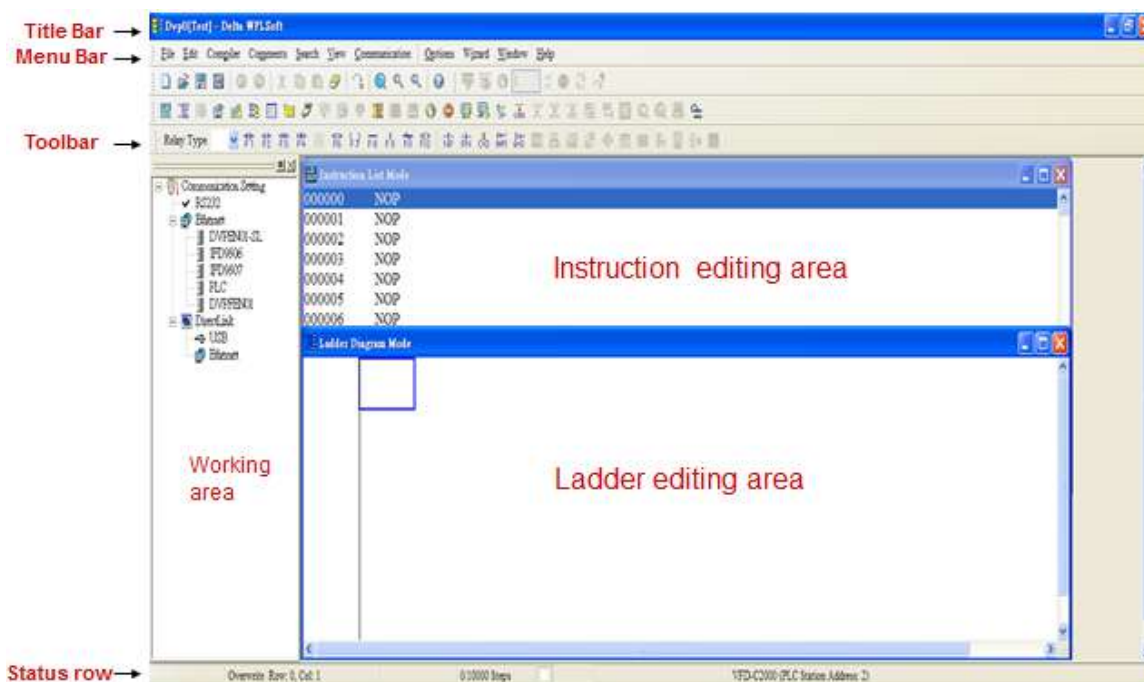 Title Bar
Dvp0[Test] - Delta WPLSoft
Menu Bar
File Edit Compiler Comments Search View Communication Options Wizard Window Help
Toolbar
Relay Type
Communication Setting
RS232
Ethernet
DVPEN01-SL
IFD9506
IFD9507
PLC
DVPFEN01
DirectLink
USB
Ethernet
Working
area
Instruction List Mode
000000 NOP
000001 NOP
000002 NOP
000003 NOP
000004 NOP
000005 NOP
000006 NOP
Instruction editing area
Ladder Diagram Mode
Ladder editing area
Status row
Overwrite Row: 0, Col: 1
0/10000 Steps
VFD-C2000 (PLC Station Address: 2)